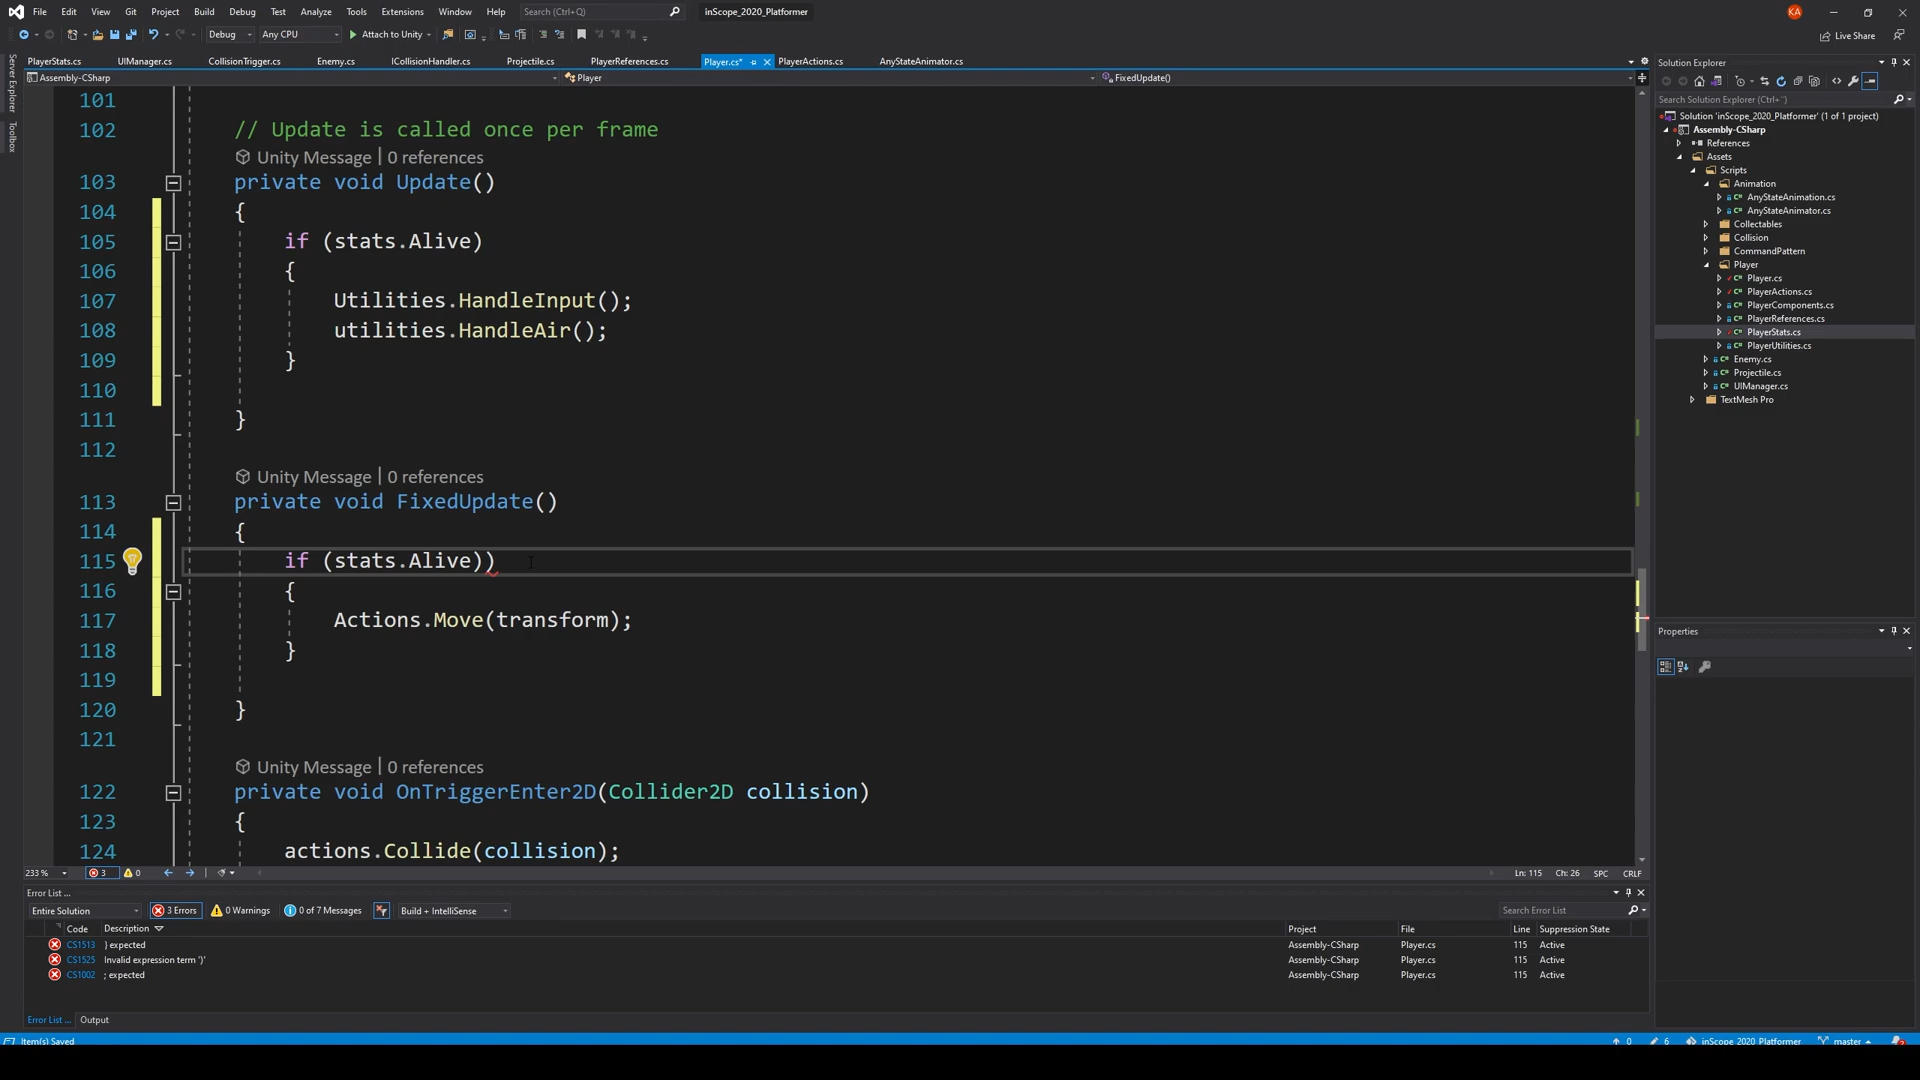 File Edit View Git Project Build Debug Test Analyze Tools Extensions Window Help Search (Ctrl+Q) inScope_2020_Platformer KA
Debug Any CPU Attach to Unity Live Share
PlayerStats.cs UIManager.cs CollisionTrigger.cs Enemy.cs ICollisionHandler.cs Projectile.cs PlayerReferences.cs Player.cs* PlayerActions.cs AnyStateAnimator.cs
Assembly-CSharp Player FixedUpdate()
101
102 // Update is called once per frame
Unity Message | 0 references
103 private void Update()
104 {
105 if (stats.Alive)
106 {
107 Utilities.HandleInput();
108 utilities.HandleAir();
109 }
110
111 }
112
Unity Message | 0 references
113 private void FixedUpdate()
114 {
115 if (stats.Alive))
116 {
117 Actions.Move(transform);
118 }
119
120 }
121
Unity Message | 0 references
122 private void OnTriggerEnter2D(Collider2D collision)
123 {
124 actions.Collide(collision);
233 % 3 0 Ln: 115 Ch: 26 SPC CRLF
Error List ...
Entire Solution 3 Errors 0 Warnings 0 of 7 Messages Build + IntelliSense Search Error List
Code Description Project File Line Suppression State
CS1513 } expected Assembly-CSharp Player.cs 115 Active
CS1525 Invalid expression term ')' Assembly-CSharp Player.cs 115 Active
CS1002 ; expected Assembly-CSharp Player.cs 115 Active
Error List ... Output
Item(s) Saved 0 6 inScope_2020_Platformer master 2
Server Explorer
Toolbox
Solution Explorer
Search Solution Explorer (Ctrl+¨)
Solution 'inScope_2020_Platformer' (1 of 1 project)
Assembly-CSharp
References
Assets
Scripts
Animation
AnyStateAnimation.cs
AnyStateAnimator.cs
Collectables
Collision
CommandPattern
Player
Player.cs
PlayerActions.cs
PlayerComponents.cs
PlayerReferences.cs
PlayerStats.cs
PlayerUtilities.cs
Enemy.cs
Projectile.cs
UIManager.cs
TextMesh Pro
Properties